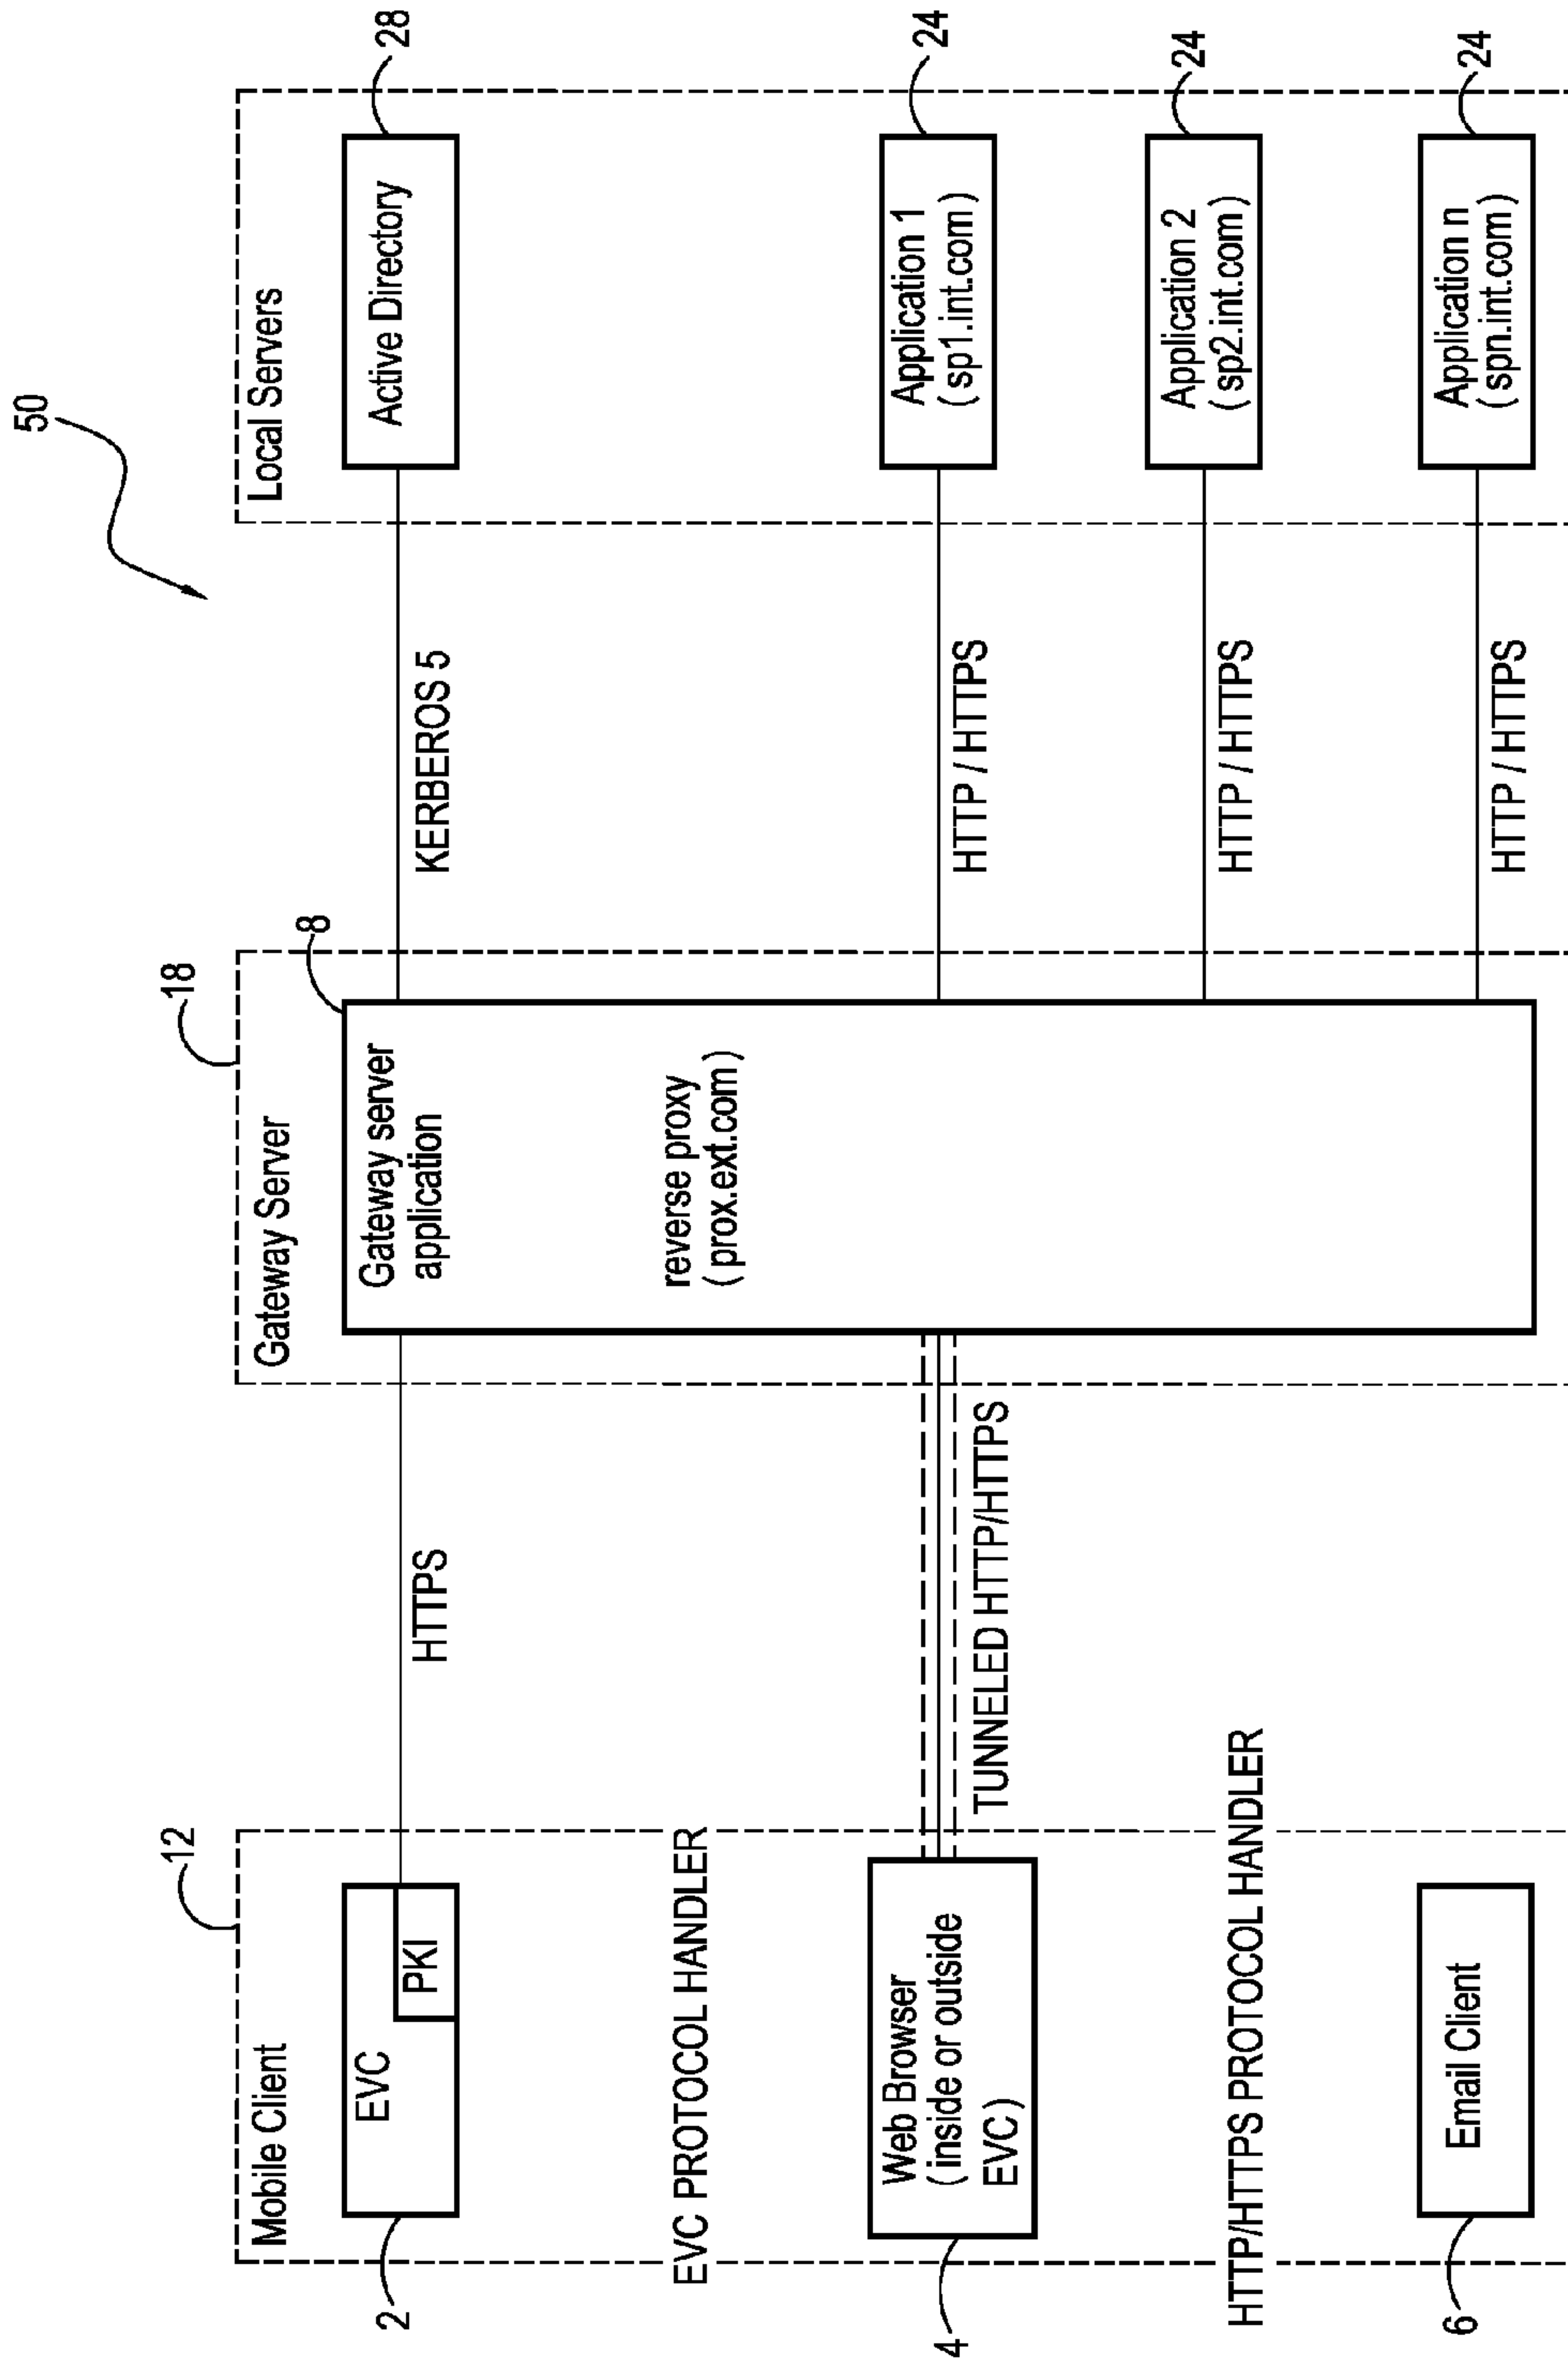 50
12
18
Mobile Client
Gateway Server
Local Servers
2
EVC
PKI
HTTPS
8
Gateway server
application
KERBEROS 5
Active Directory
28
EVC PROTOCOL HANDLER
reverse proxy
(prox.ext.com)
4
Web Browser
(inside or outside
EVC)
TUNNELED HTTP/HTTPS
HTTP / HTTPS
Application 1
(sp1.int.com)
24
HTTP/HTTPS PROTOCOL HANDLER
HTTP / HTTPS
Application 2
(sp2.int.com)
24
6
Email Client
HTTP / HTTPS
Application n
(spn.int.com)
24